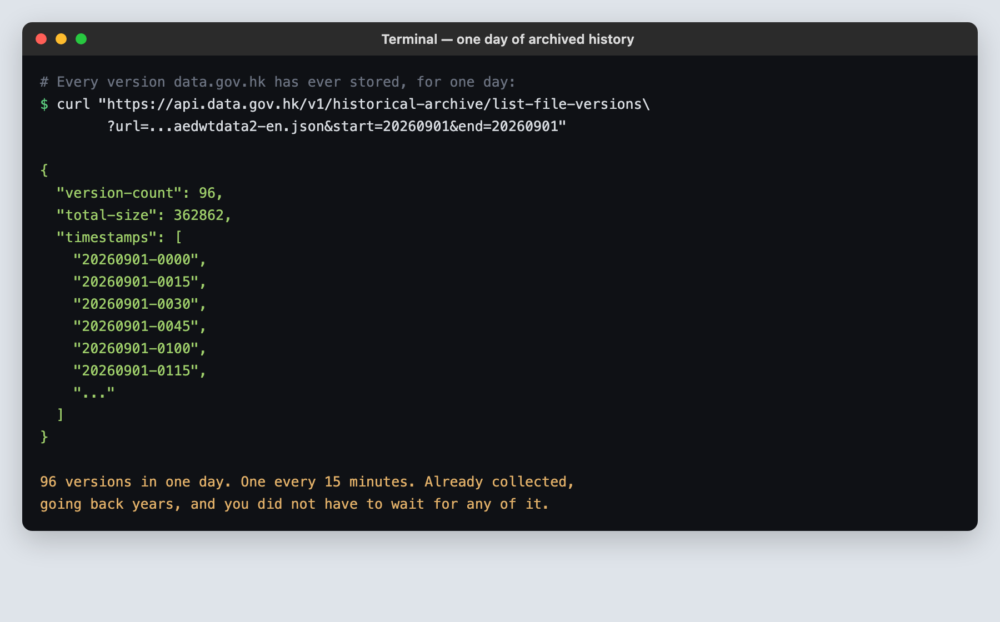 Terminal — one day of archived history
# Every version data.gov.hk has ever stored, for one day:
$ curl "https://api.data.gov.hk/v1/historical-archive/list-file-versions\
?url=...aedwtdata2-en.json&start=20260901&end=20260901"
{
"version-count": 96,
"total-size": 362862,
"timestamps": [
"20260901-0000",
"20260901-0015",
"20260901-0030",
"20260901-0045",
"20260901-0100",
"20260901-0115",
"..."
]
}
96 versions in one day. One every 15 minutes. Already collected,
going back years, and you did not have to wait for any of it.